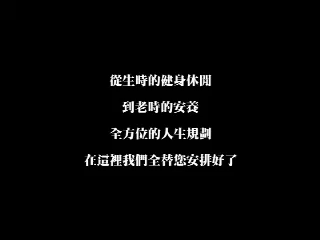 從生時的健身休閒
到老時的安養
全方位的人生規劃
在這裡我們全替您安排好了